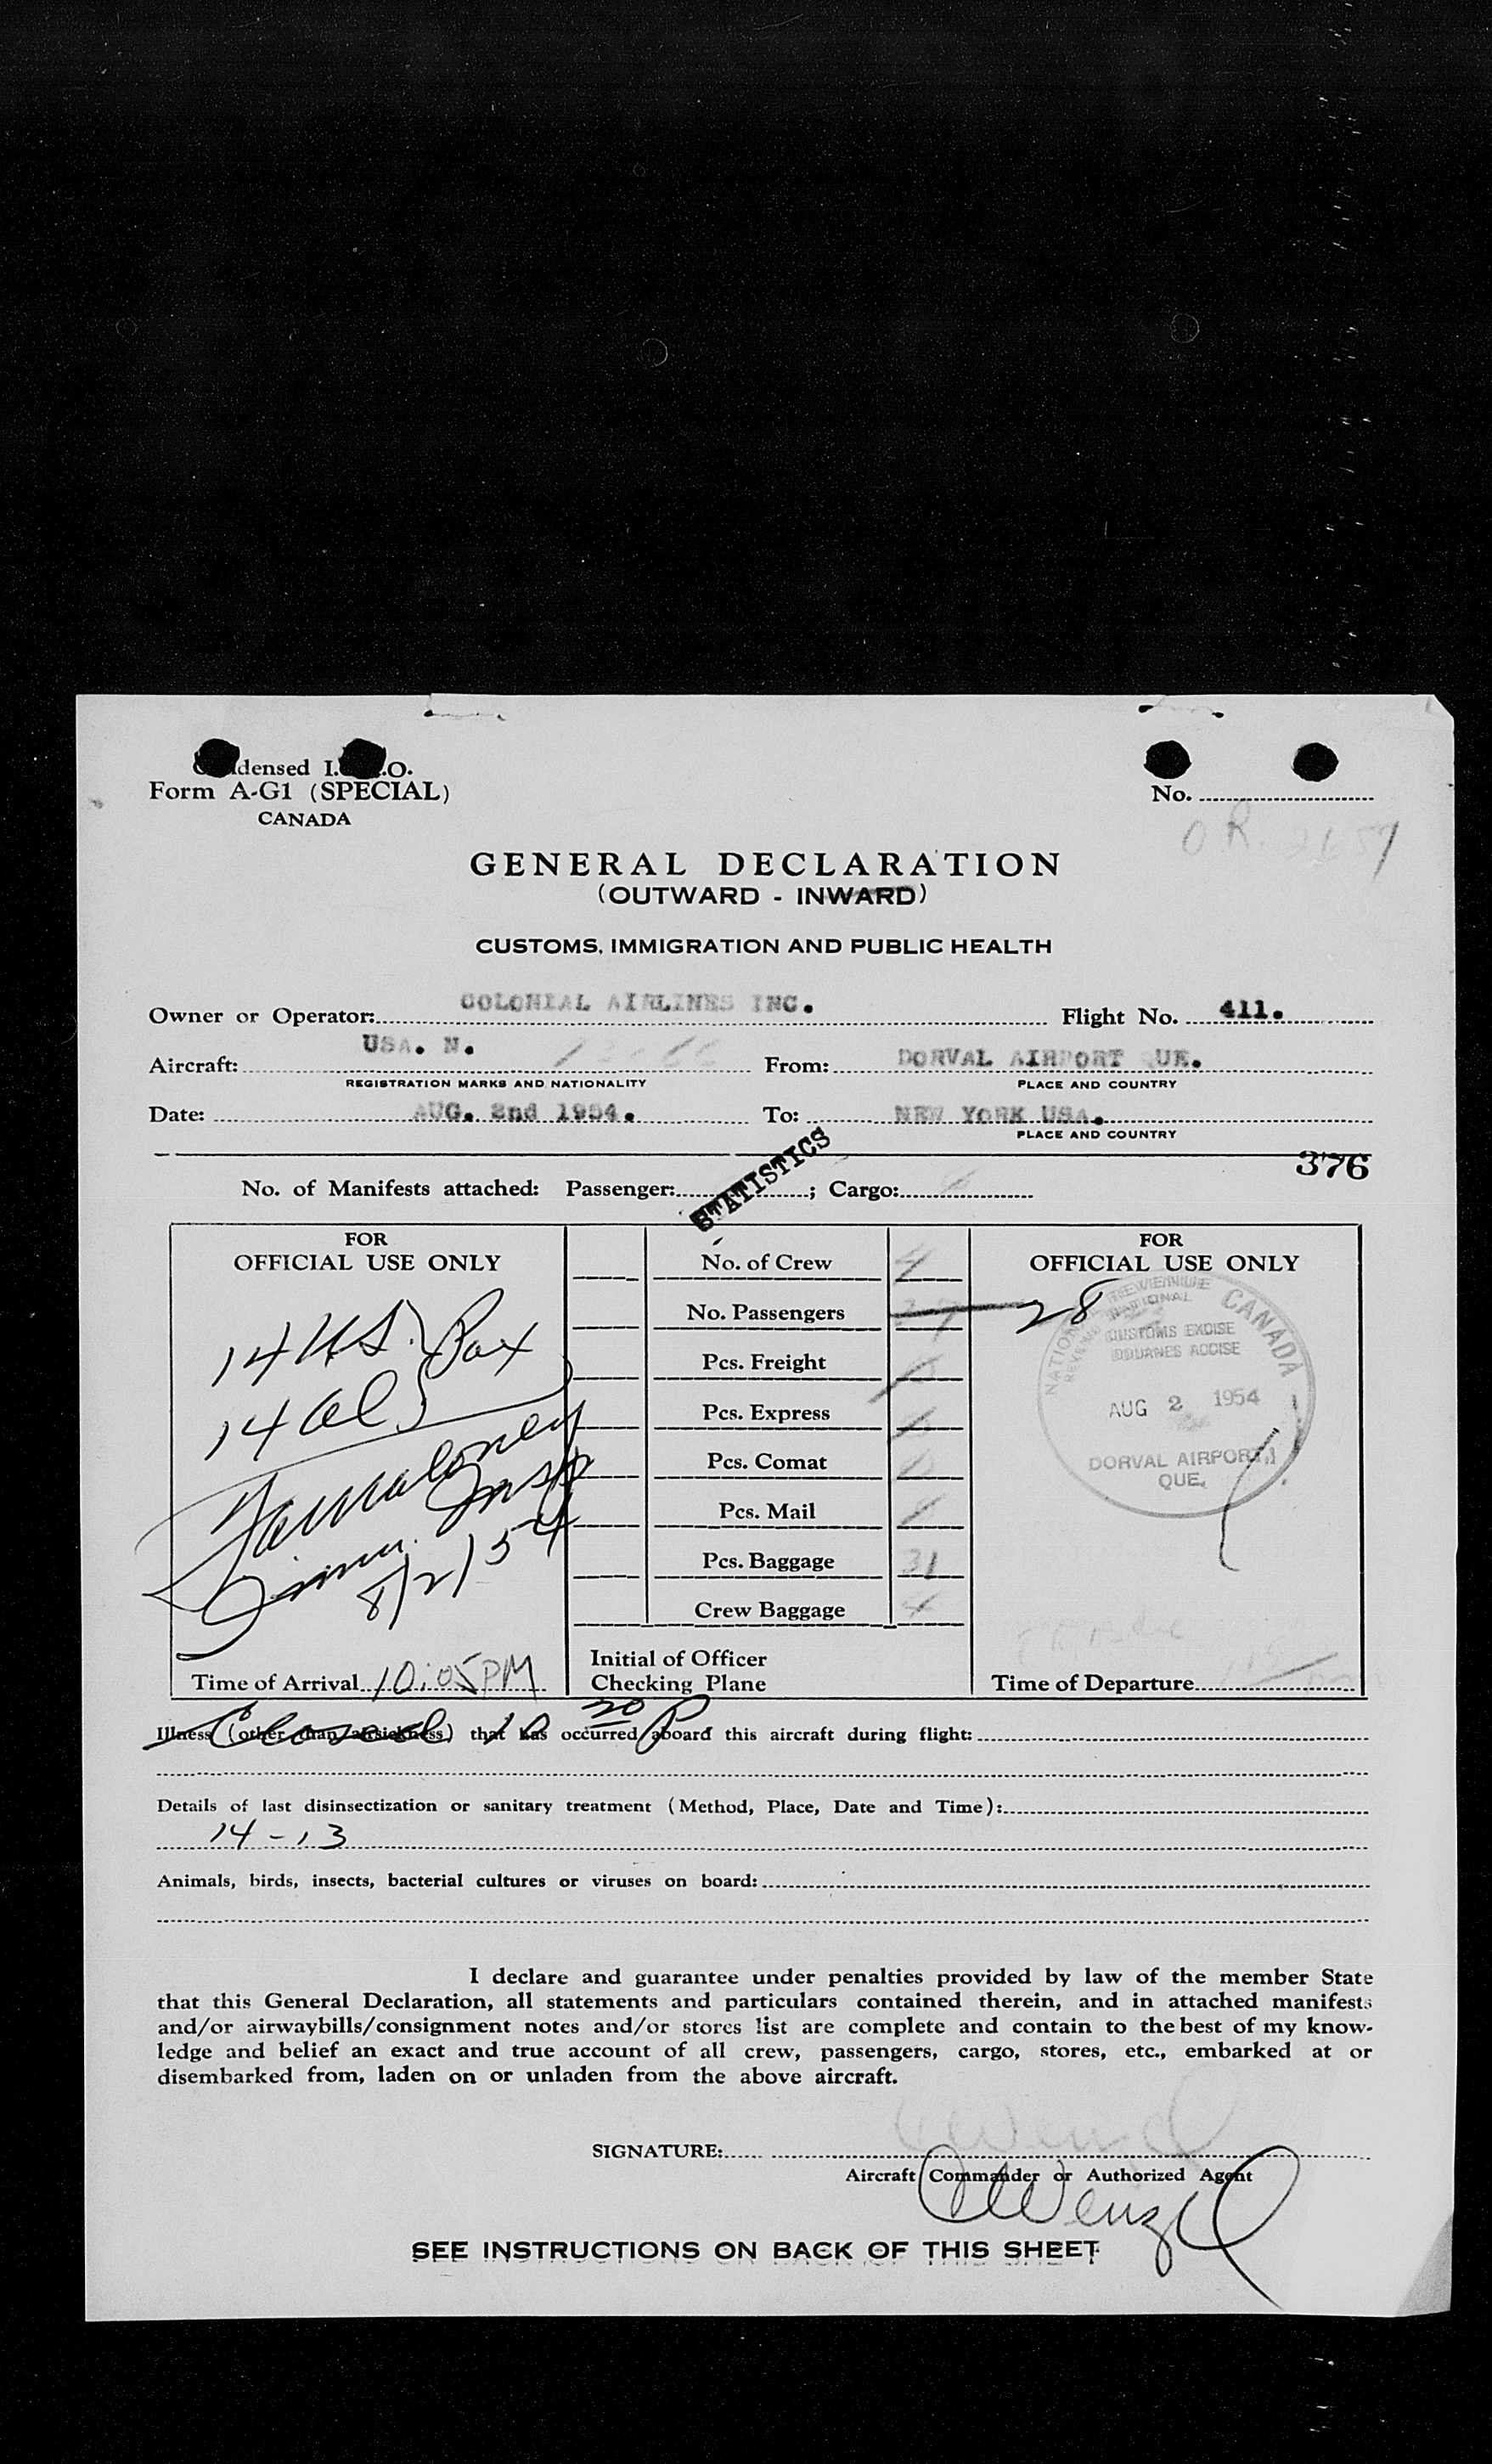 densed I. .O.
Form A-G1 (SPECIAL)
CANADA
No.
O.R.
GENERAL DECLARATION
(OUTWARD - INWARD)
CUSTOMS, IMMIGRATION AND PUBLIC HEALTH
Owner or Operator: COLONIAL AIRLINES INC. Flight No. 411.
Aircraft: USA. N. From: DORVAL AIRPORT QUE.
REGISTRATION MARKS AND NATIONALITY PLACE AND COUNTRY
Date: AUG. 2nd 1954. To: NEW YORK USA.
PLACE AND COUNTRY
376
STATISTICS
No. of Manifests attached: Passenger: ; Cargo:
FOR
OFFICIAL USE ONLY
14 US. Pax
14 al
Insp
Immu.
8/2/54
Time of Arrival 10:05 PM
No. of Crew 4
No. Passengers 28
Pcs. Freight
Pcs. Express
Pcs. Comat
Pcs. Mail
Pcs. Baggage 31
Crew Baggage 4
Initial of Officer
Checking Plane
FOR
OFFICIAL USE ONLY
NATIONAL REVENUE CANADA
CUSTOMS EXCISE
DOUANES ACCISE
AUG 2 1954
DORVAL AIRPORT
QUE.
Time of Departure
Closed 10 20 P
Illness (other than airsickness) that has occurred aboard this aircraft during flight:
Details of last disinsectization or sanitary treatment (Method, Place, Date and Time):
14-13
Animals, birds, insects, bacterial cultures or viruses on board:
I declare and guarantee under penalties provided by law of the member State
that this General Declaration, all statements and particulars contained therein, and in attached manifests
and/or airwaybills/consignment notes and/or stores list are complete and contain to the best of my know-
ledge and belief an exact and true account of all crew, passengers, cargo, stores, etc., embarked at or
disembarked from, laden on or unladen from the above aircraft.
SIGNATURE:
Aircraft Commander or Authorized Agent
Wenzel
SEE INSTRUCTIONS ON BACK OF THIS SHEET